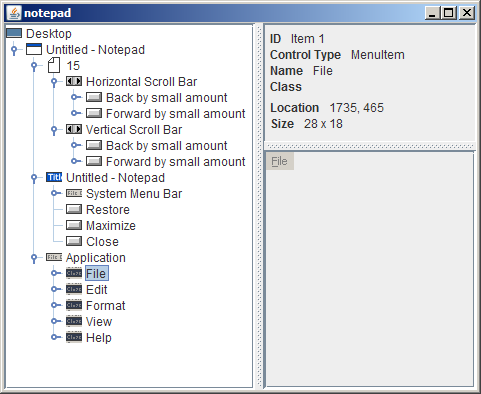 notepad
Desktop
Untitled - Notepad
15
Horizontal Scroll Bar
Back by small amount
Forward by small amount
Vertical Scroll Bar
Back by small amount
Forward by small amount
Untitled - Notepad
System Menu Bar
Restore
Maximize
Close
Application
File
Edit
Format
View
Help
ID Item 1
Control Type MenuItem
Name File
Class
Location 1735, 465
Size 28 x 18
File